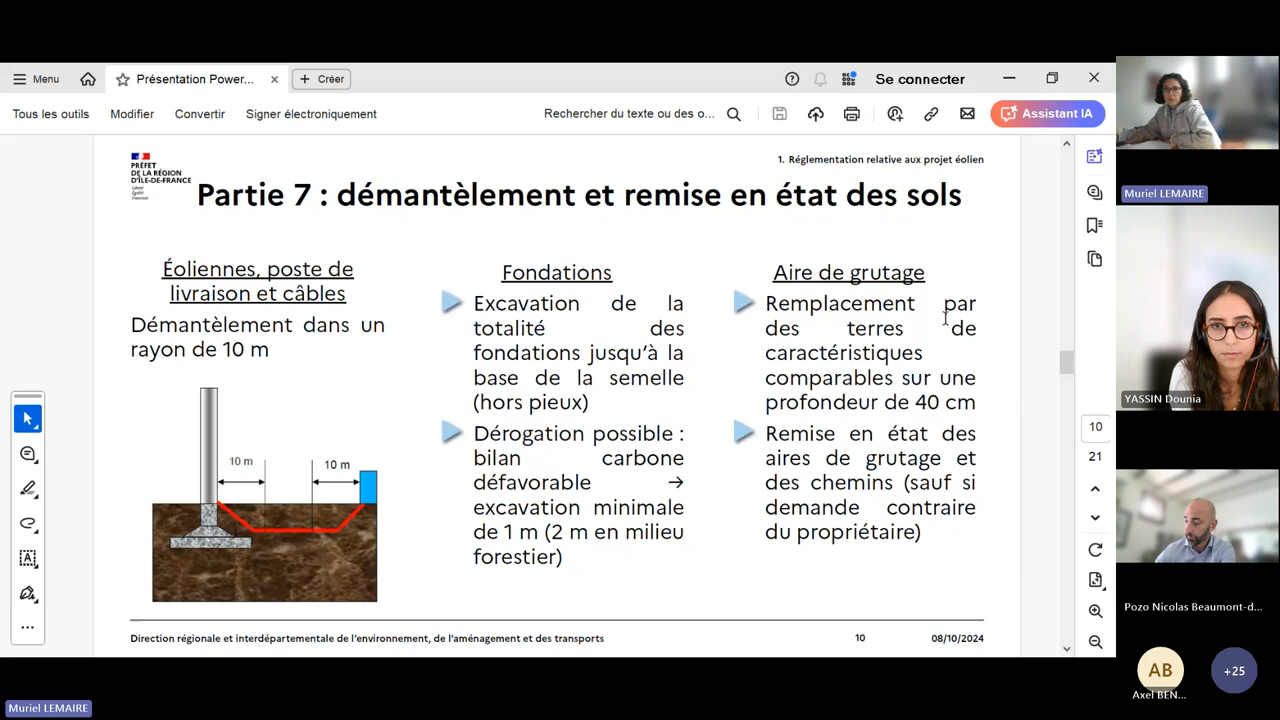 Menu
Présentation Power...
Créer
Se connecter
Tous les outils
Modifier
Convertir
Signer électroniquement
Rechercher du texte ou des o...
Assistant IA
PRÉFET
DE LA RÉGION
D'ÎLE-DE-FRANCE
Liberté
Égalité
Fraternité
1. Réglementation relative aux projet éolien
Partie 7 : démantèlement et remise en état des sols
Éoliennes, poste de
livraison et câbles
Démantèlement dans un
rayon de 10 m
10 m
10 m
Fondations
Excavation de la
totalité des
fondations jusqu'à la
base de la semelle
(hors pieux)
Dérogation possible :
bilan carbone
défavorable →
excavation minimale
de 1 m (2 m en milieu
forestier)
Aire de grutage
Remplacement par
des terres de
caractéristiques
comparables sur une
profondeur de 40 cm
Remise en état des
aires de grutage et
des chemins (sauf si
demande contraire
du propriétaire)
Direction régionale et interdépartementale de l'environnement, de l'aménagement et des transports
10
08/10/2024
10
21
Muriel LEMAIRE
YASSIN Dounia
Pozo Nicolas Beaumont-d...
AB
Axel BEN...
+25
Muriel LEMAIRE